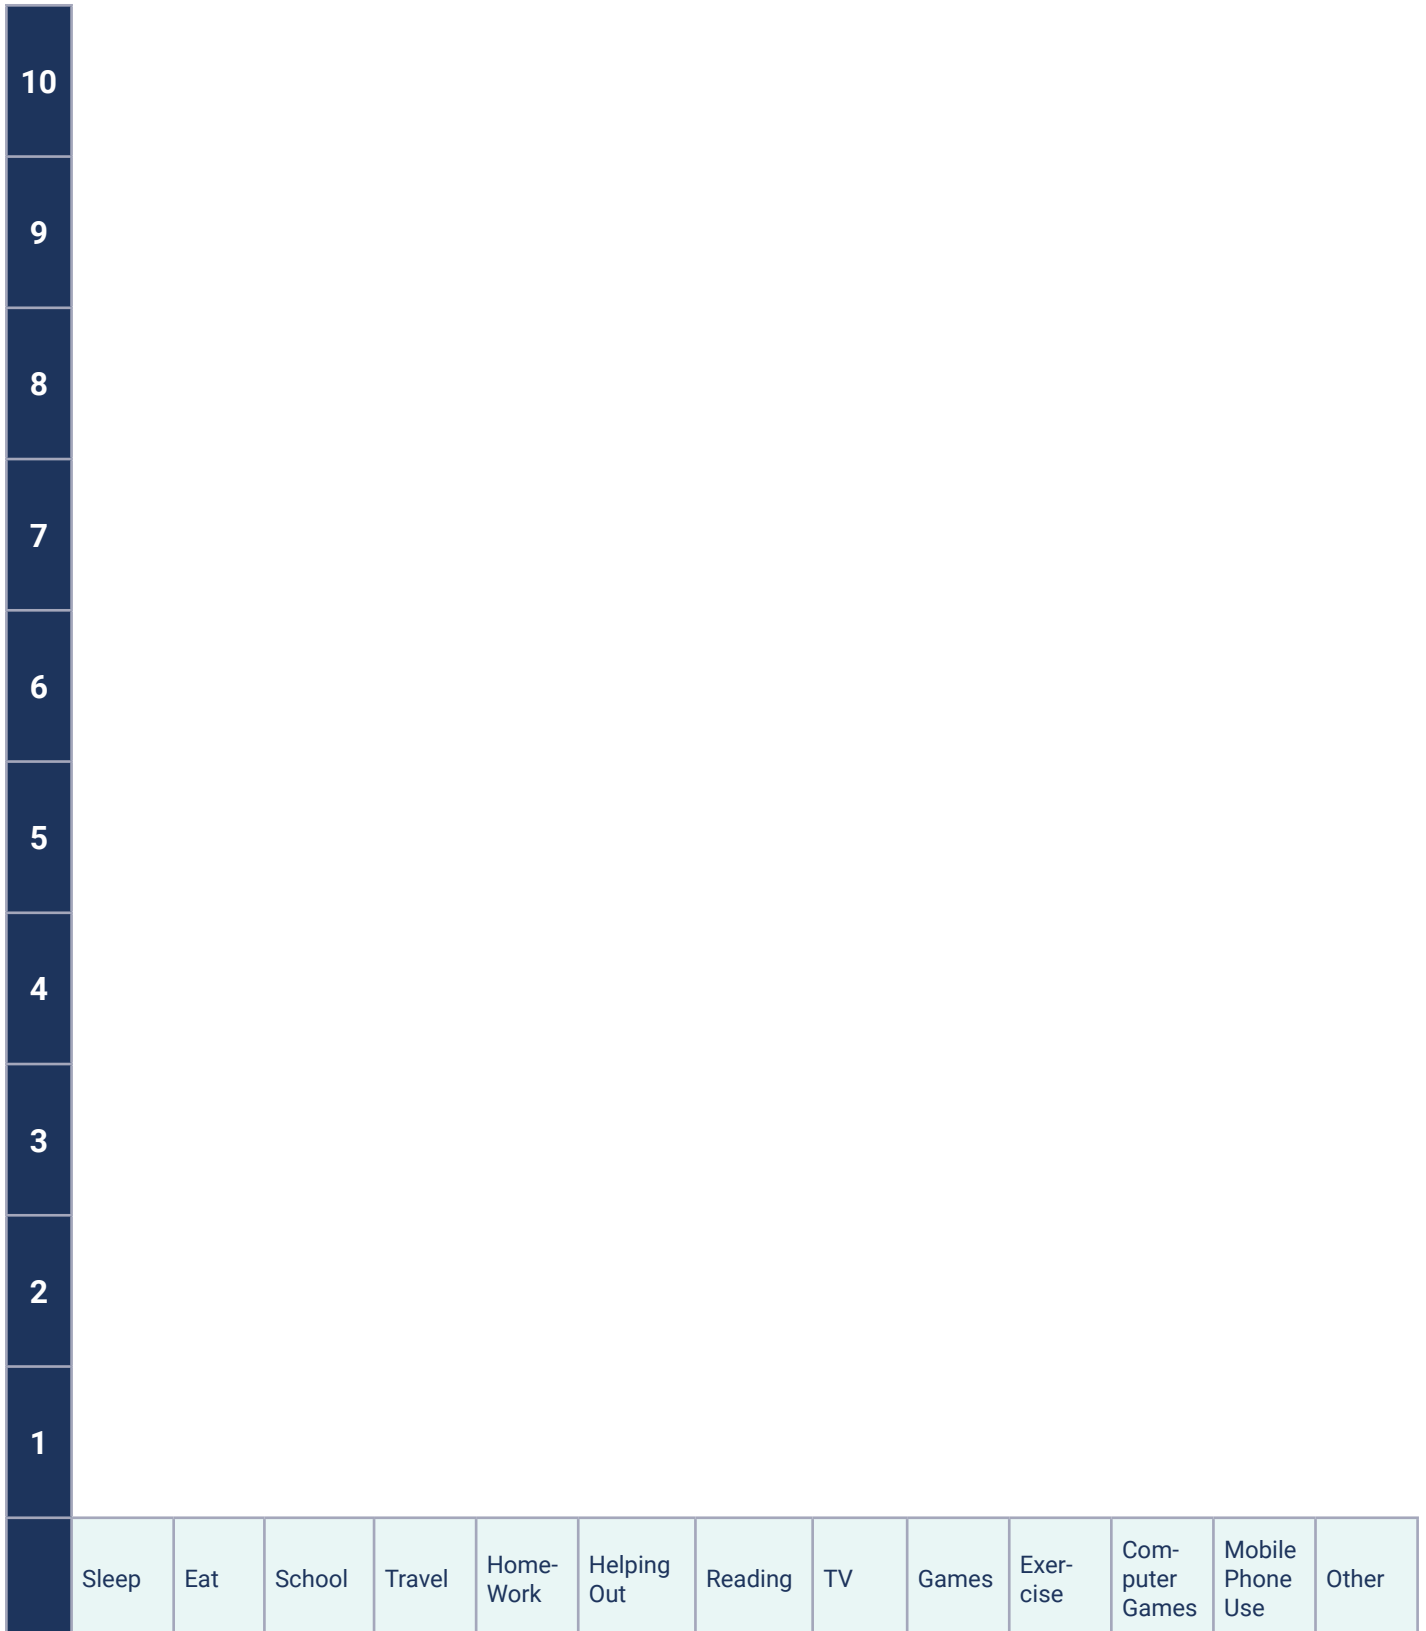 10
9
8
7
6
5
4
3
2
1
Sleep
Eat
School
Travel
Home-
Work
Helping
Out
Reading
TV
Games
Exer-
cise
Com-
puter
Games
Mobile
Phone
Use
Other